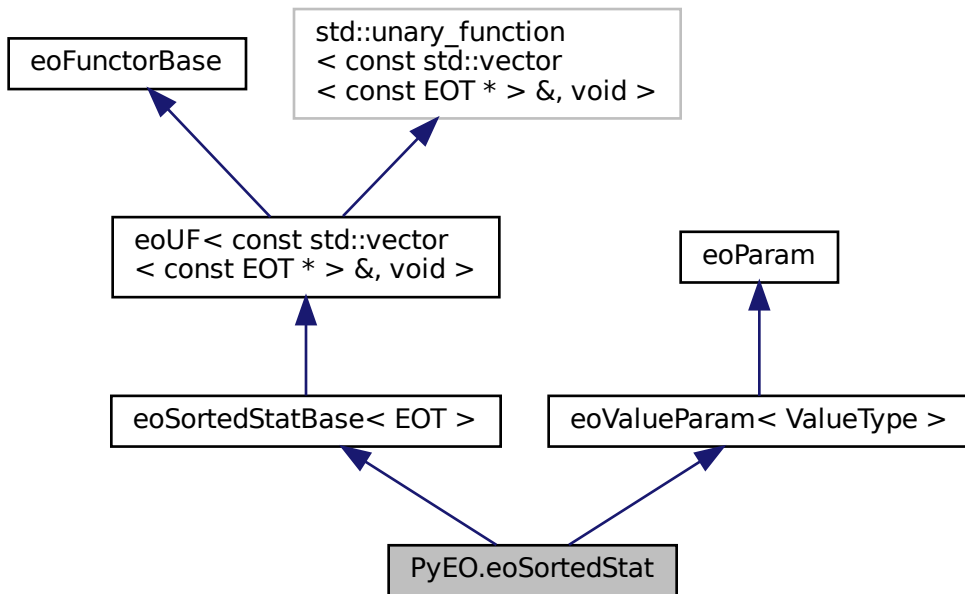 eoFunctorBase
std::unary_function
< const std::vector
< const EOT * > &, void >
eoUF< const std::vector
< const EOT * > &, void >
eoParam
eoSortedStatBase< EOT >
eoValueParam< ValueType >
PyEO.eoSortedStat